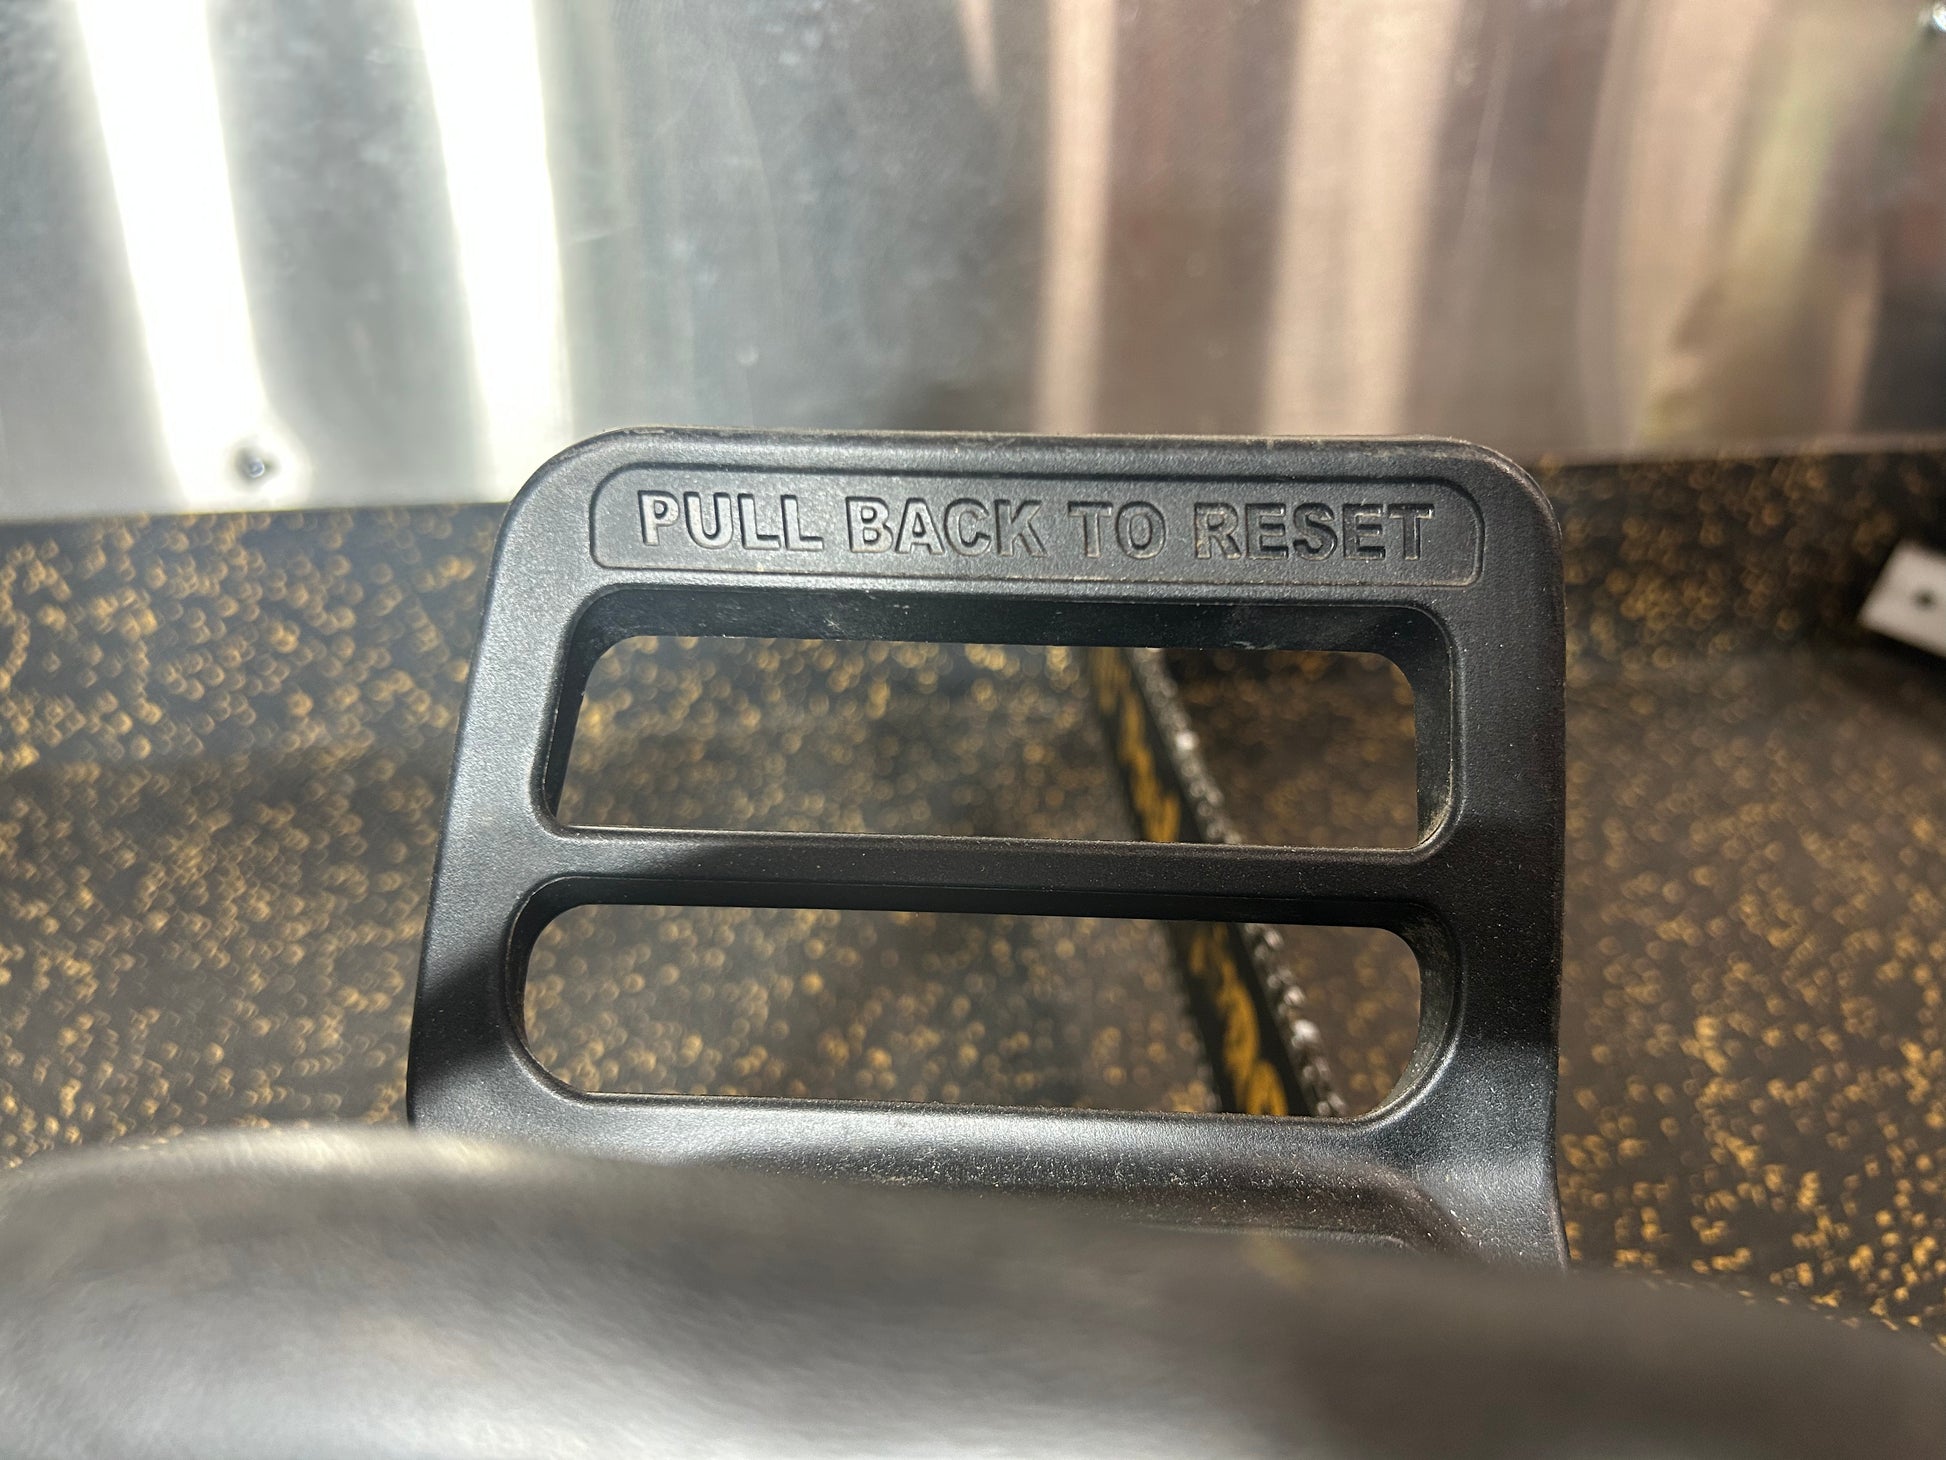 PULL BACK TO RESET